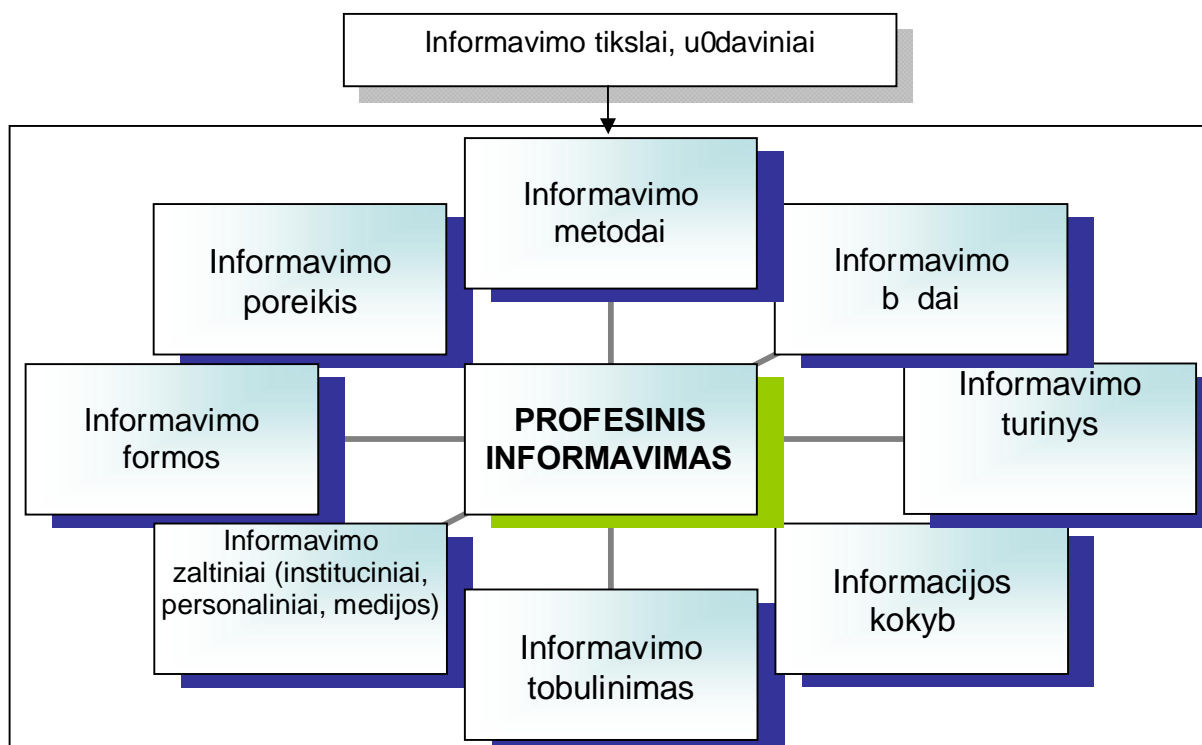 Informavimo tikslai, u0daviniai
Informavimo
metodai
Informavimo
poreikis
Informavimo
b dai
Informavimo
formos
PROFESINIS
INFORMAVIMAS
Informavimo
turinys
Informavimo
zaltiniai (instituciniai,
personaliniai, medijos)
Informavimo
tobulinimas
Informacijos
kokyb